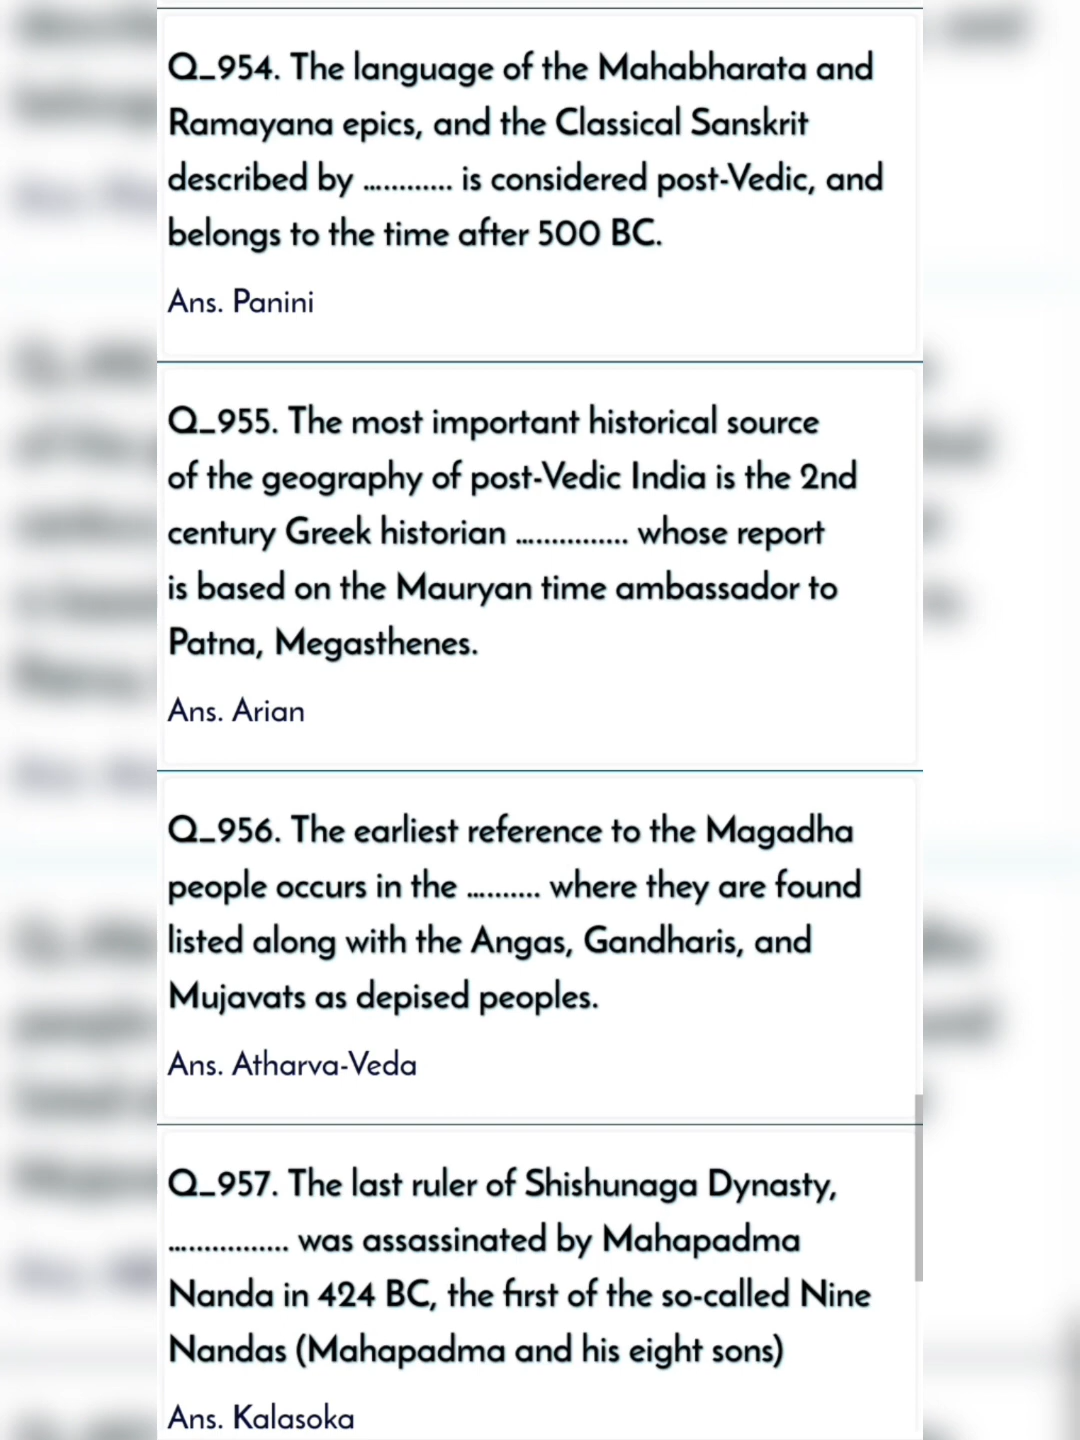 Q_954. The language of the Mahabharata and
Ramayana epics, and the Classical Sanskrit
described by ............ is considered post-Vedic, and
belongs to the time after 500 BC.
Ans. Panini
Q_955. The most important historical source
of the geography of post-Vedic India is the 2nd
century Greek historian ............... whose report
is based on the Mauryan time ambassador to
Patna, Megasthenes.
Ans. Arian
Q_956. The earliest reference to the Magadha
people occurs in the .......... where they are found
listed along with the Angas, Gandharis, and
Mujavats as depised peoples.
Ans. Atharva-Veda
Q_957. The last ruler of Shishunaga Dynasty,
................ was assassinated by Mahapadma
Nanda in 424 BC, the first of the so-called Nine
Nandas (Mahapadma and his eight sons)
Ans. Kalasoka